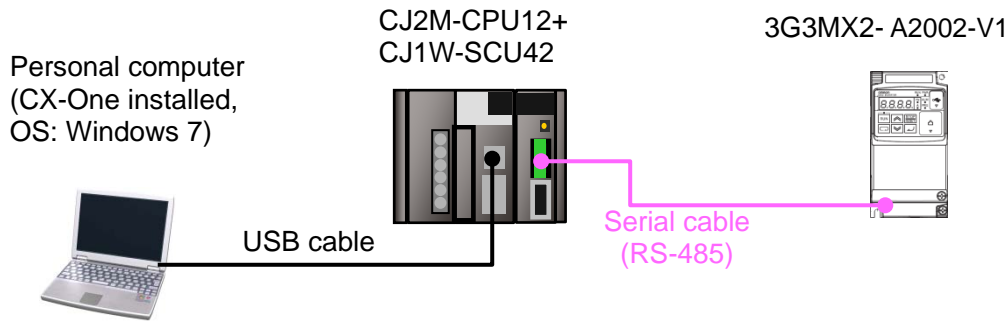 CJ2M-CPU12+
CJ1W-SCU42
3G3MX2- A2002-V1
Personal computer
(CX-One installed,
OS: Windows 7)
USB cable
Serial cable
(RS-485)